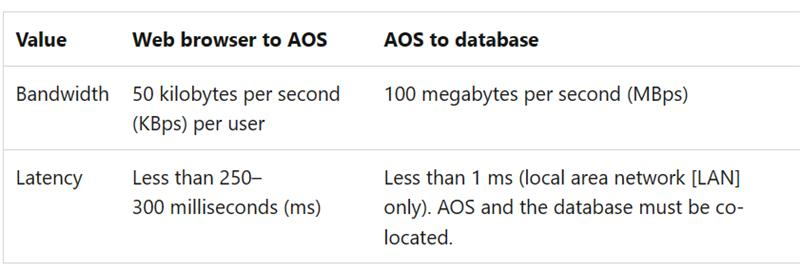 Value Web browser to AOS AOS to database
Bandwidth 50 kilobytes per second 100 megabytes per second (MBps)
(KBps) per user
Latency Less than 250– Less than 1 ms (local area network [LAN]
300 milliseconds (ms) only). AOS and the database must be co-
located.